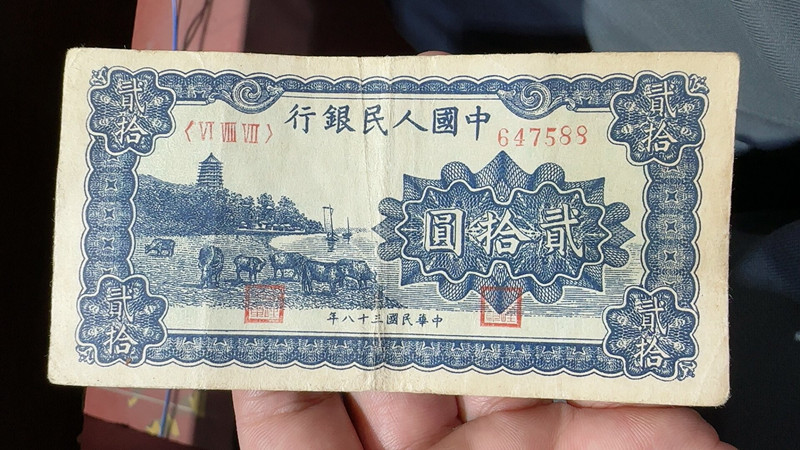 中國人民銀行
〈Ⅵ Ⅷ Ⅶ〉
647588
貳拾圓
中華民國三十八年
貳拾
貳拾
貳拾
貳拾